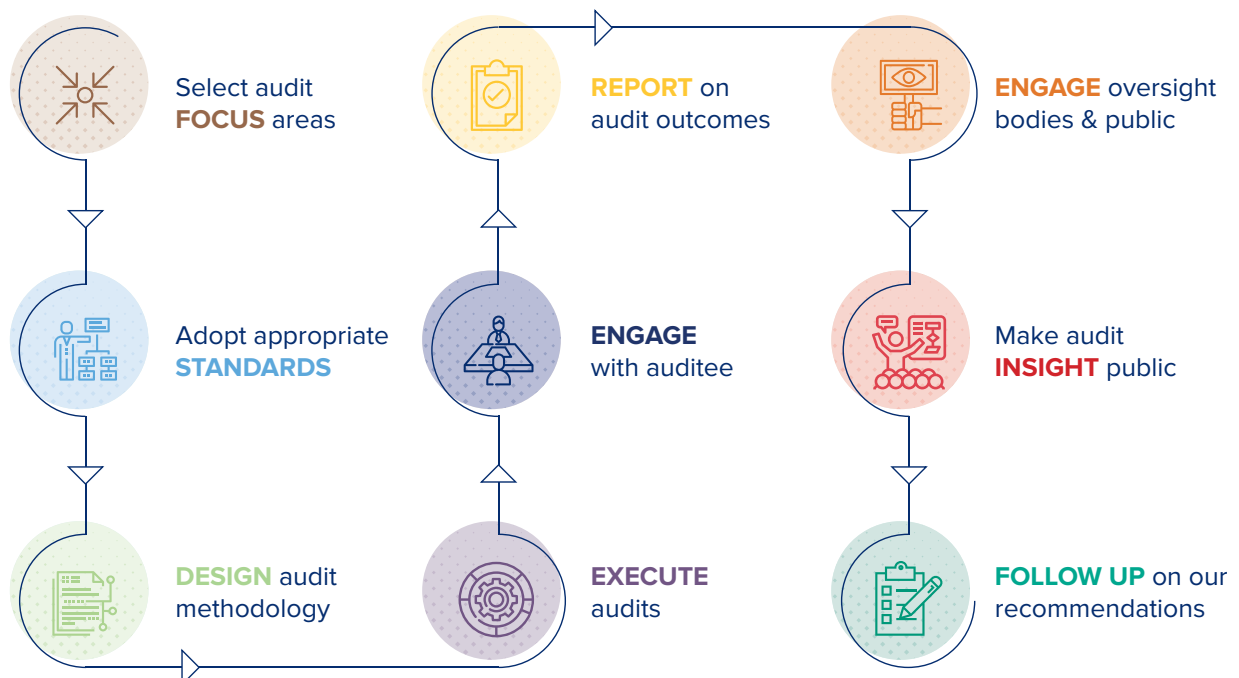 Select audit
FOCUS areas
Adopt appropriate
STANDARDS
DESIGN audit
methodology
EXECUTE
audits
ENGAGE
with auditee
REPORT on
audit outcomes
ENGAGE oversight
bodies & public
Make audit
INSIGHT public
FOLLOW UP on our
recommendations